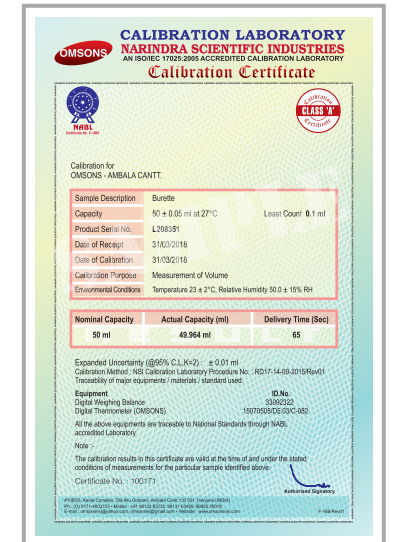 OMSONS
CALIBRATION LABORATORY
NARINDRA SCIENTIFIC INDUSTRIES
AN ISO/IEC 17025:2005 ACCREDITED CALIBRATION LABORATORY
Calibration Certificate
NABL
Calibration
CLASS 'A'
Certificate
Calibration for
OMSONS - AMBALA CANTT.
Sample Description Burette
Capacity 50 ± 0.05 ml at 27°C Least Count 0.1 ml
Product Serial No. L208351
Date of Receipt 31/03/2018
Date of Calibration 31/03/2018
Calibration Purpose Measurement of Volume
Environmental Conditions Temperature 23 ± 2°C, Relative Humidity 50.0 ± 15% RH
Nominal Capacity Actual Capacity (ml) Delivery Time (Sec)
50 ml 49.964 ml 65
Expanded Uncertainty (@95% C.L,K=2) : ± 0.01 ml
Calibration Method : NSI Calibration Laboratory Procedure No. : RD17-14-09-2015/Rev01
Traceability of major equipments / materials / standard used.
Equipment ID.No.
Digital Weighing Balance 33092322
Digital Thermometer (OMSONS) 15070505/D5.03/C-082
All the above equipments are traceable to National Standards through NABL
accredited Laboratory
Note :-
The calibration results in this certificate are valid at the time of and under the stated
conditions of measurements for the particular sample identified above.
Certificate No. : 100171
Authorised Signatory